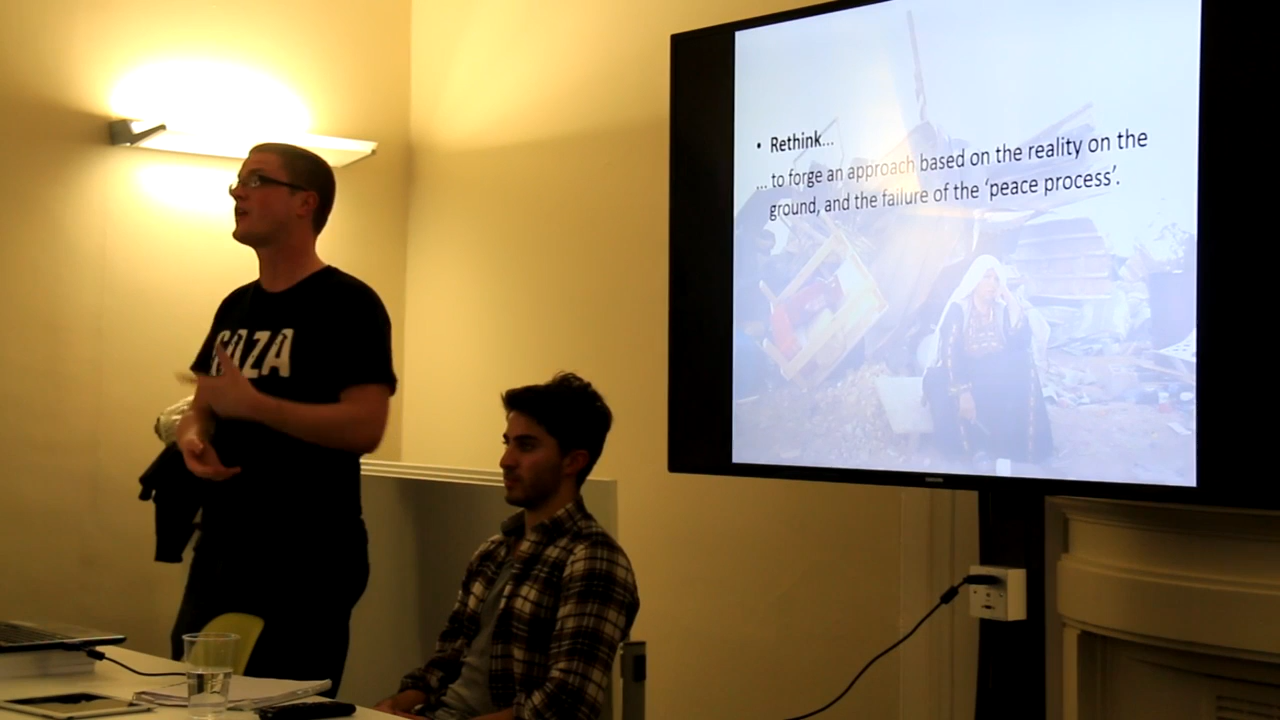 GAZA
• Rethink...
... to forge an approach based on the reality on the
ground, and the failure of the ‘peace process’.
SAMSUNG